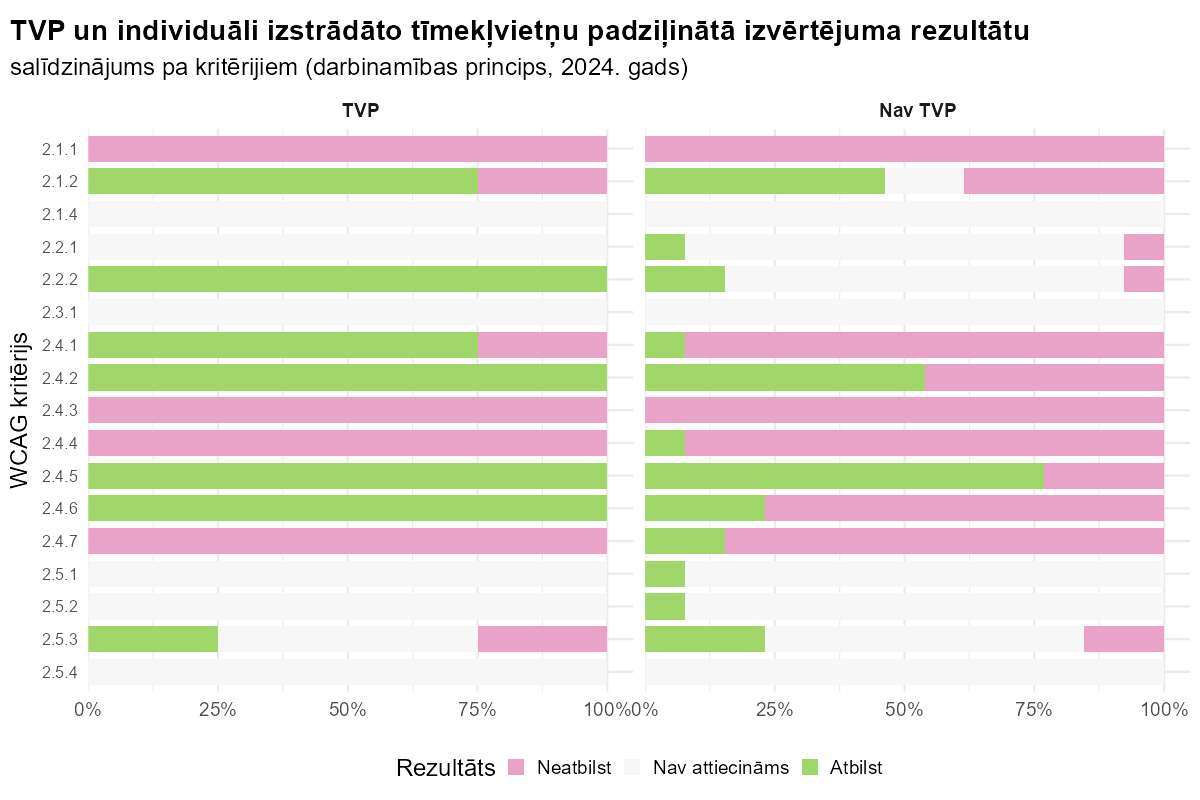 TVP un individuāli izstrādāto tīmekļvietņu padziļinātā izvērtējuma rezultātu
salīdzinājums pa kritērijiem (darbināmības princips, 2024. gads)
TVP
Nav TVP
WCAG kritērijs
2.1.1
2.1.2
2.1.4
2.2.1
2.2.2
2.3.1
2.4.1
2.4.2
2.4.3
2.4.4
2.4.5
2.4.6
2.4.7
2.5.1
2.5.2
2.5.3
2.5.4
0% 25% 50% 75% 100% 0% 25% 50% 75% 100%
Rezultāts Neatbilst Nav attiecināms Atbilst